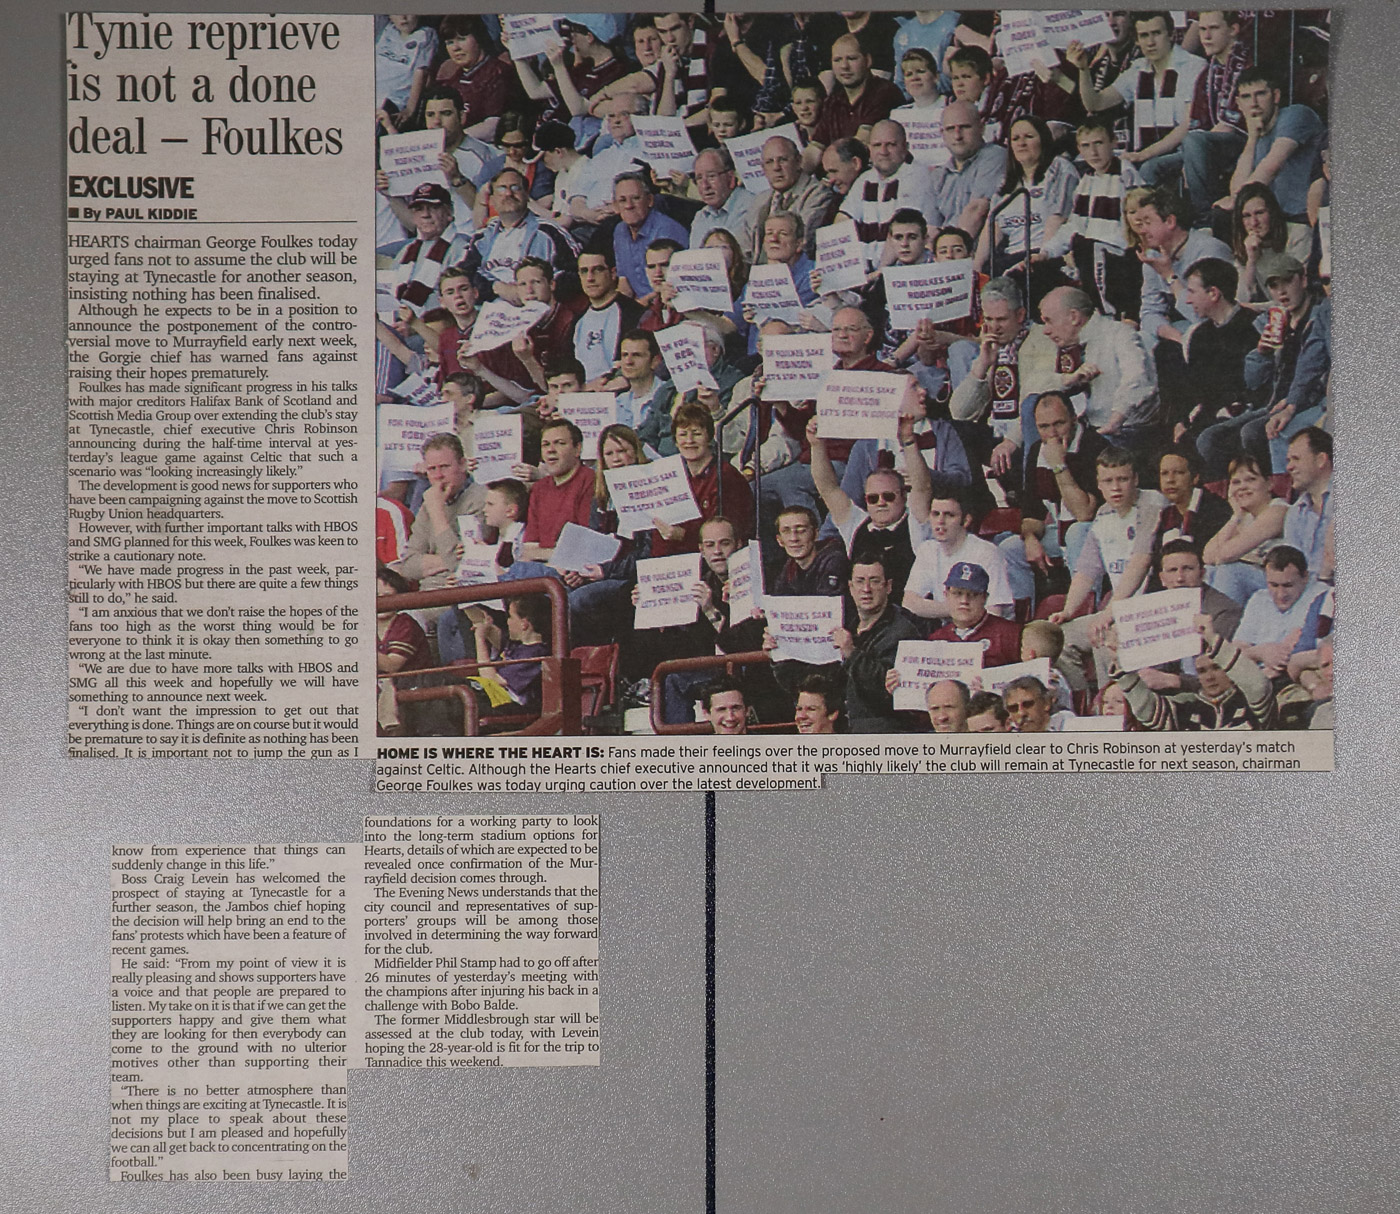 Tynie reprieve
is not a done
deal – Foulkes
EXCLUSIVE
■ By PAUL KIDDIE
HEARTS chairman George Foulkes today
urged fans not to assume the club will be
staying at Tynecastle for another season,
insisting nothing has been finalised.
Although he expects to be in a position to
announce the postponement of the contro-
versial move to Murrayfield early next week,
the Gorgie chief has warned fans against
raising their hopes prematurely.
Foulkes has made significant progress in his talks
with major creditors Halifax Bank of Scotland and
Scottish Media Group over extending the club's stay
at Tynecastle, chief executive Chris Robinson
announcing during the half-time interval at yes-
terday's league game against Celtic that such a
scenario was “looking increasingly likely.”
The development is good news for supporters who
have been campaigning against the move to Scottish
Rugby Union headquarters.
However, with further important talks with HBOS
and SMG planned for this week, Foulkes was keen to
strike a cautionary note.
“We have made progress in the past week, par-
ticularly with HBOS but there are quite a few things
still to do,” he said.
“I am anxious that we don't raise the hopes of the
fans too high as the worst thing would be for
everyone to think it is okay then something to go
wrong at the last minute.
“We are due to have more talks with HBOS and
SMG all this week and hopefully we will have
something to announce next week.
“I don't want the impression to get out that
everything is done. Things are on course but it would
be premature to say it is definite as nothing has been
finalised. It is important not to jump the gun as I
FOR FOULKES SAKE
ROBINSON
LET'S STAY IN GORGIE
HOME IS WHERE THE HEART IS: Fans made their feelings over the proposed move to Murrayfield clear to Chris Robinson at yesterday's match
against Celtic. Although the Hearts chief executive announced that it was 'highly likely' the club will remain at Tynecastle for next season, chairman
George Foulkes was today urging caution over the latest development.
know from experience that things can
suddenly change in this life.”
Boss Craig Levein has welcomed the
prospect of staying at Tynecastle for a
further season, the Jambos chief hoping
the decision will help bring an end to the
fans' protests which have been a feature of
recent games.
He said: “From my point of view it is
really pleasing and shows supporters have
a voice and that people are prepared to
listen. My take on it is that if we can get the
supporters happy and give them what
they are looking for then everybody can
come to the ground with no ulterior
motives other than supporting their
team.
“There is no better atmosphere than
when things are exciting at Tynecastle. It is
not my place to speak about these
decisions but I am pleased and hopefully
we can all get back to concentrating on the
football.”
Foulkes has also been busy laying the
foundations for a working party to look
into the long-term stadium options for
Hearts, details of which are expected to be
revealed once confirmation of the Mur-
rayfield decision comes through.
The Evening News understands that the
city council and representatives of sup-
porters' groups will be among those
involved in determining the way forward
for the club.
Midfielder Phil Stamp had to go off after
26 minutes of yesterday's meeting with
the champions after injuring his back in a
challenge with Bobo Balde.
The former Middlesbrough star will be
assessed at the club today, with Levein
hoping the 28-year-old is fit for the trip to
Tannadice this weekend.